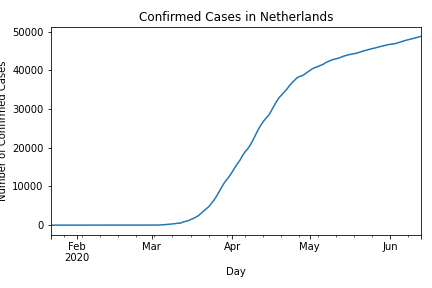 Confirmed Cases in Netherlands
50000
40000
30000
20000
10000
0
Number of Confirmed Cases
Feb
2020
Mar
Apr
May
Jun
Day